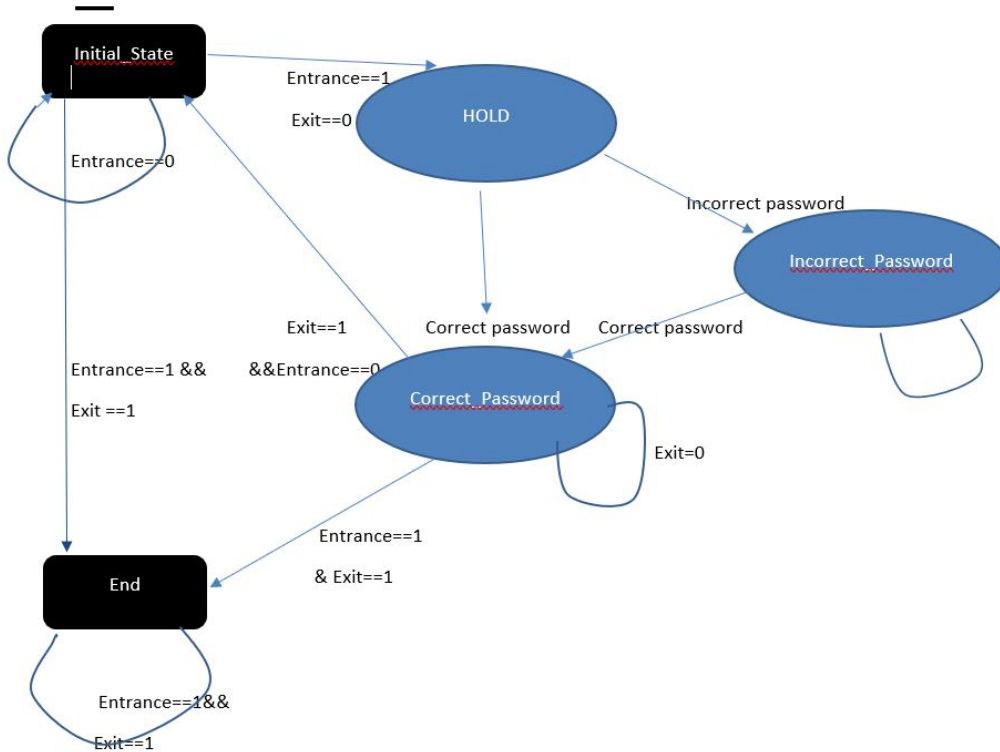 Initial_State
Entrance==1
Exit==0
HOLD
Entrance==0
Incorrect password
Incorrect_Password
Exit==1
&&Entrance==0
Correct password
Correct password
Entrance==1 &&
Exit ==1
Correct_Password
Exit=0
Entrance==1
& Exit==1
End
Entrance==1&&
Exit==1